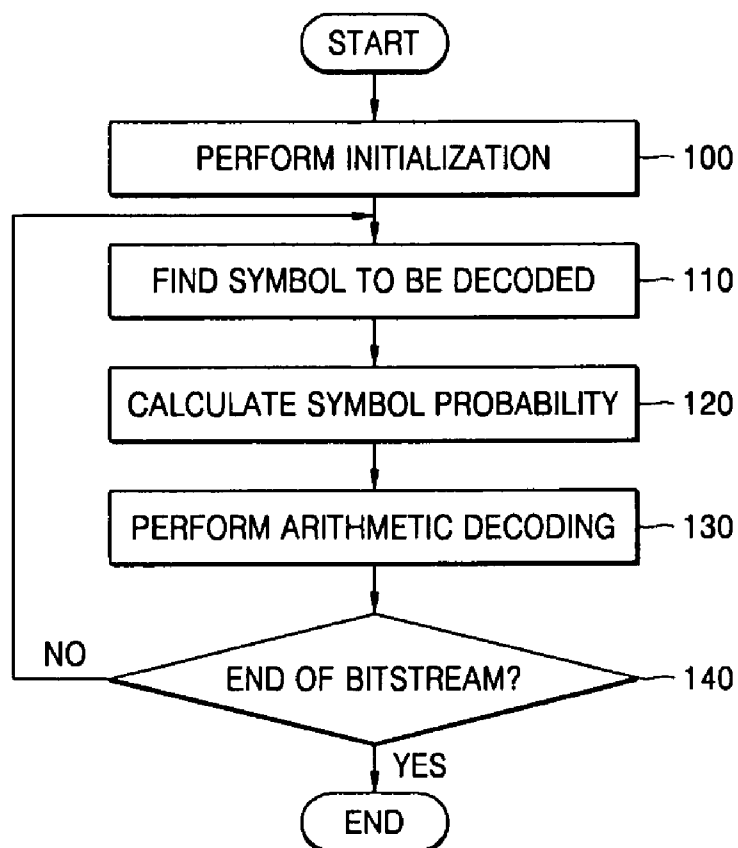 START
PERFORM INITIALIZATION
100
FIND SYMBOL TO BE DECODED
110
CALCULATE SYMBOL PROBABILITY
120
PERFORM ARITHMETIC DECODING
130
NO
END OF BITSTREAM?
140
YES
END